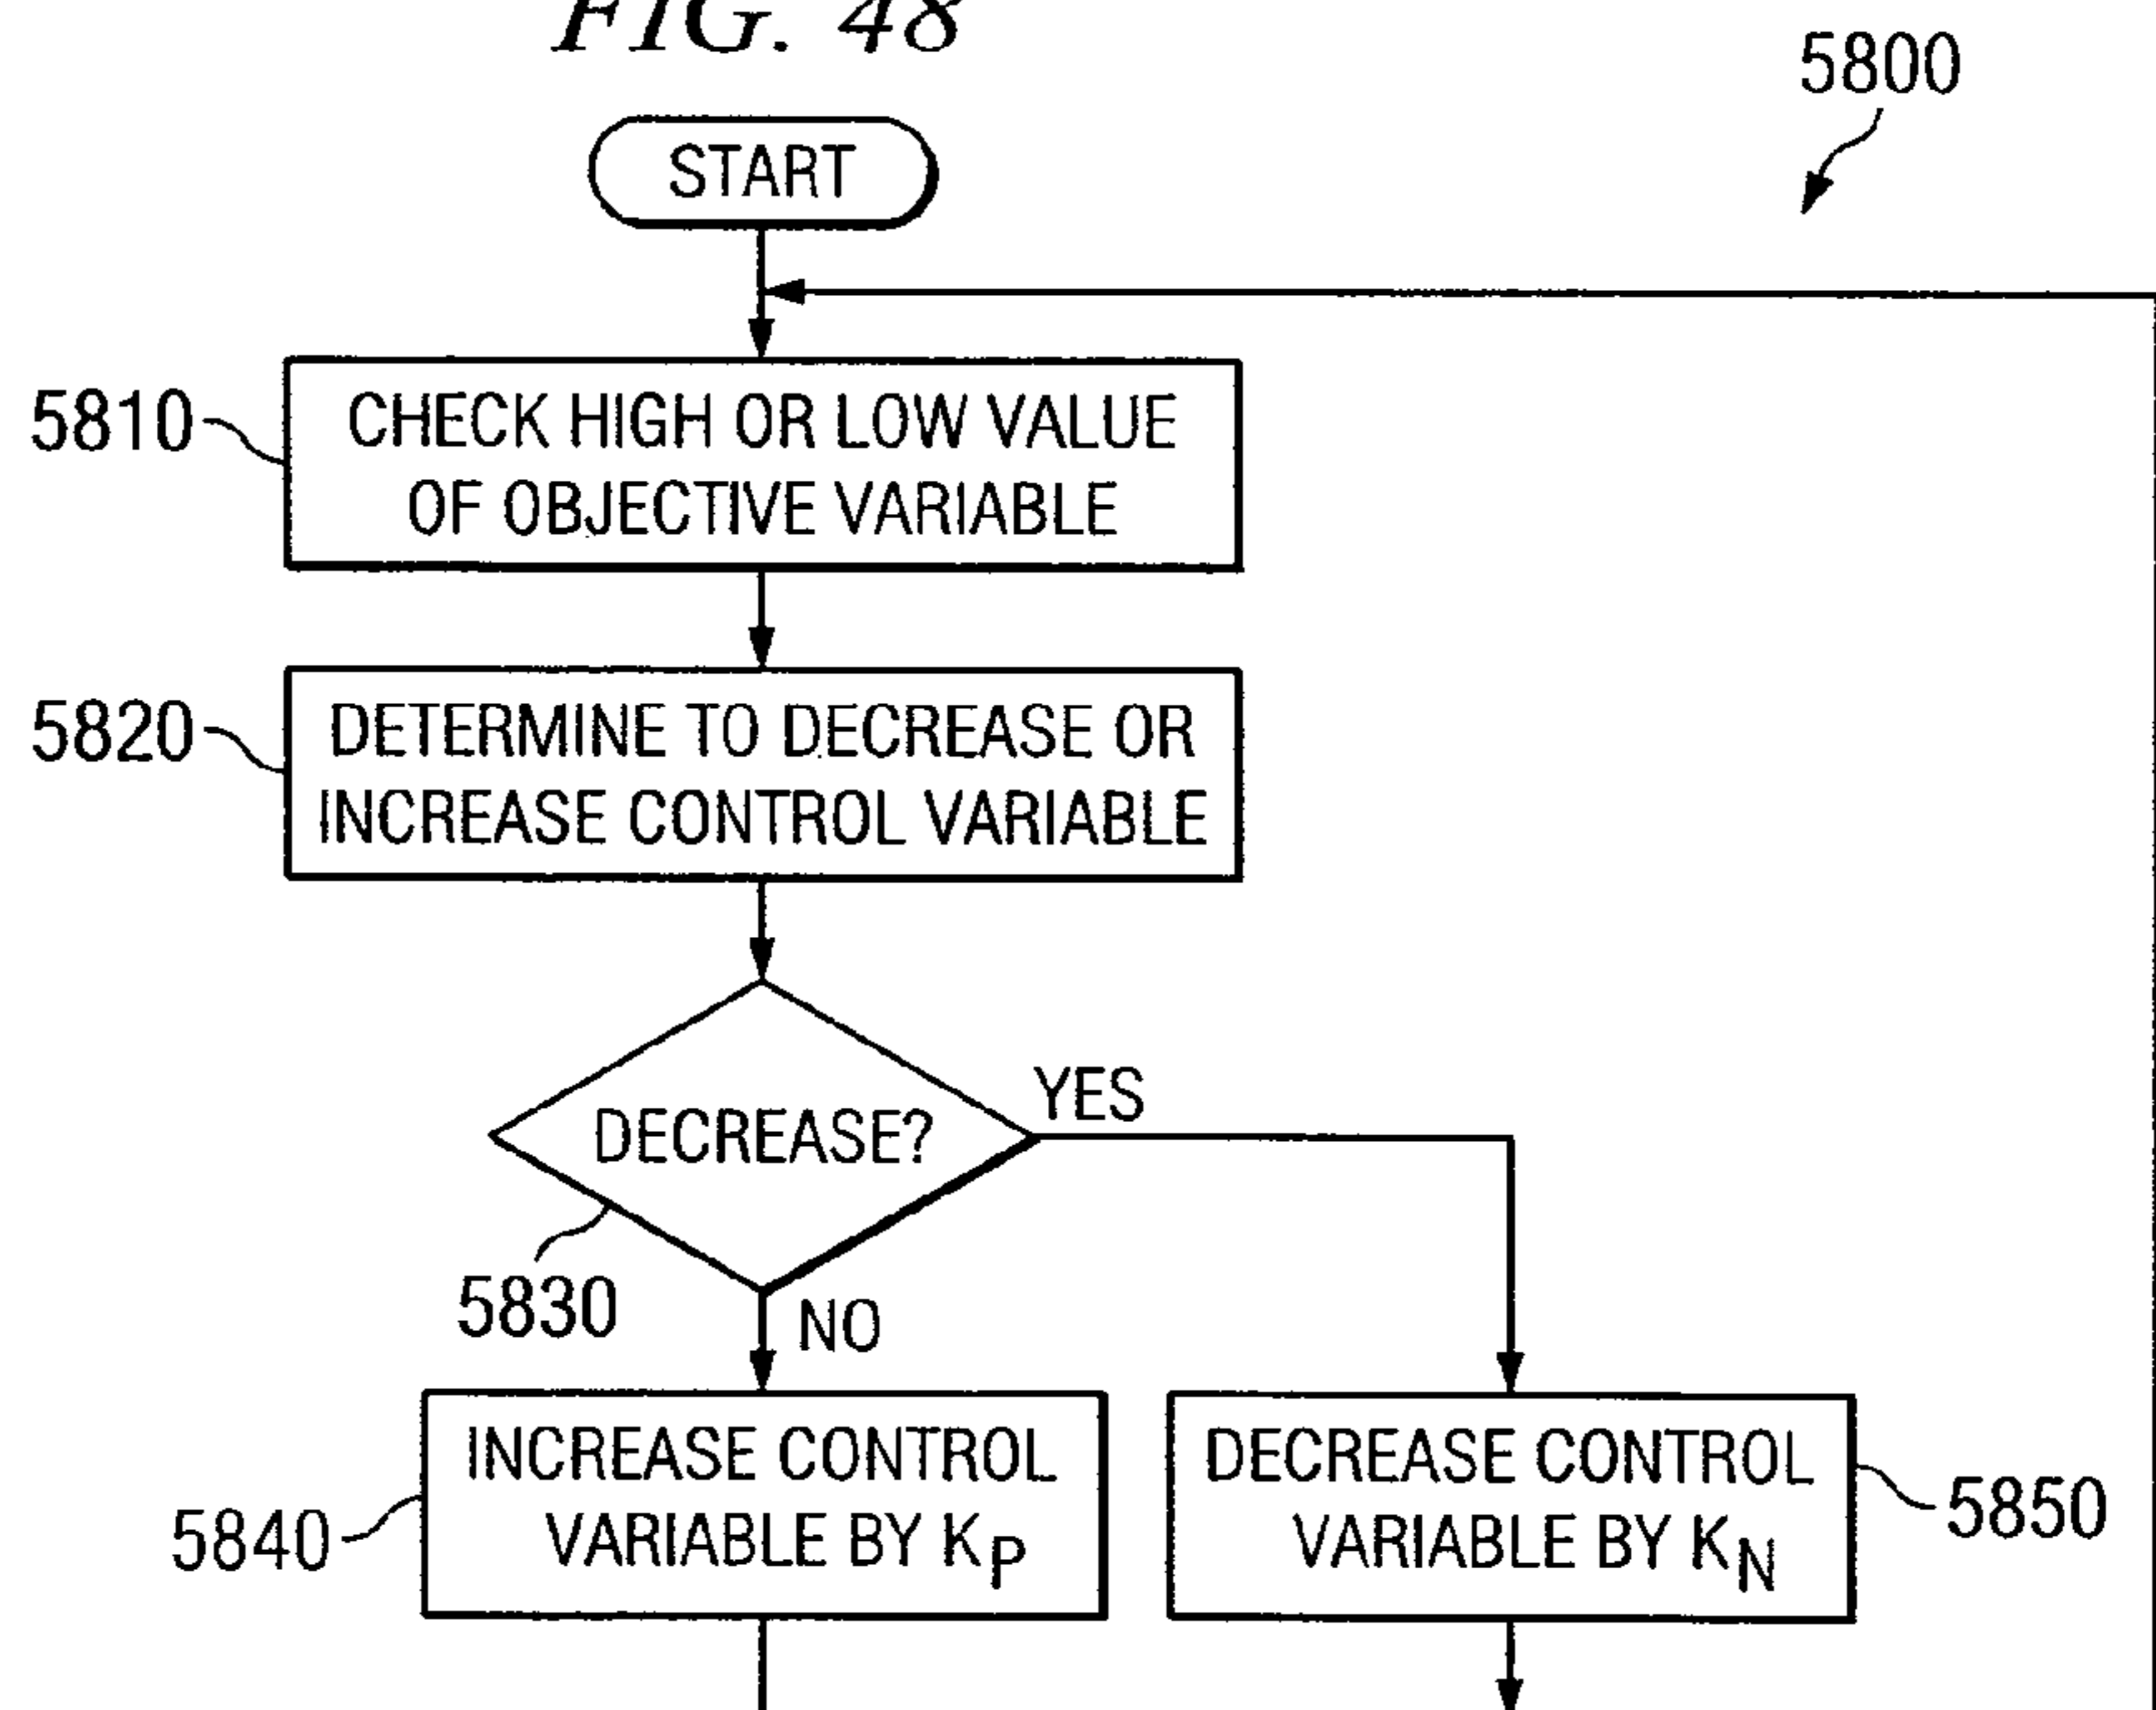 FIG. 48
5800
START
5810
CHECK HIGH OR LOW VALUE
OF OBJECTIVE VARIABLE
5820
DETERMINE TO DECREASE OR
INCREASE CONTROL VARIABLE
DECREASE?
YES
5830
NO
5840
INCREASE CONTROL
VARIABLE BY KP
DECREASE CONTROL
VARIABLE BY KN
5850